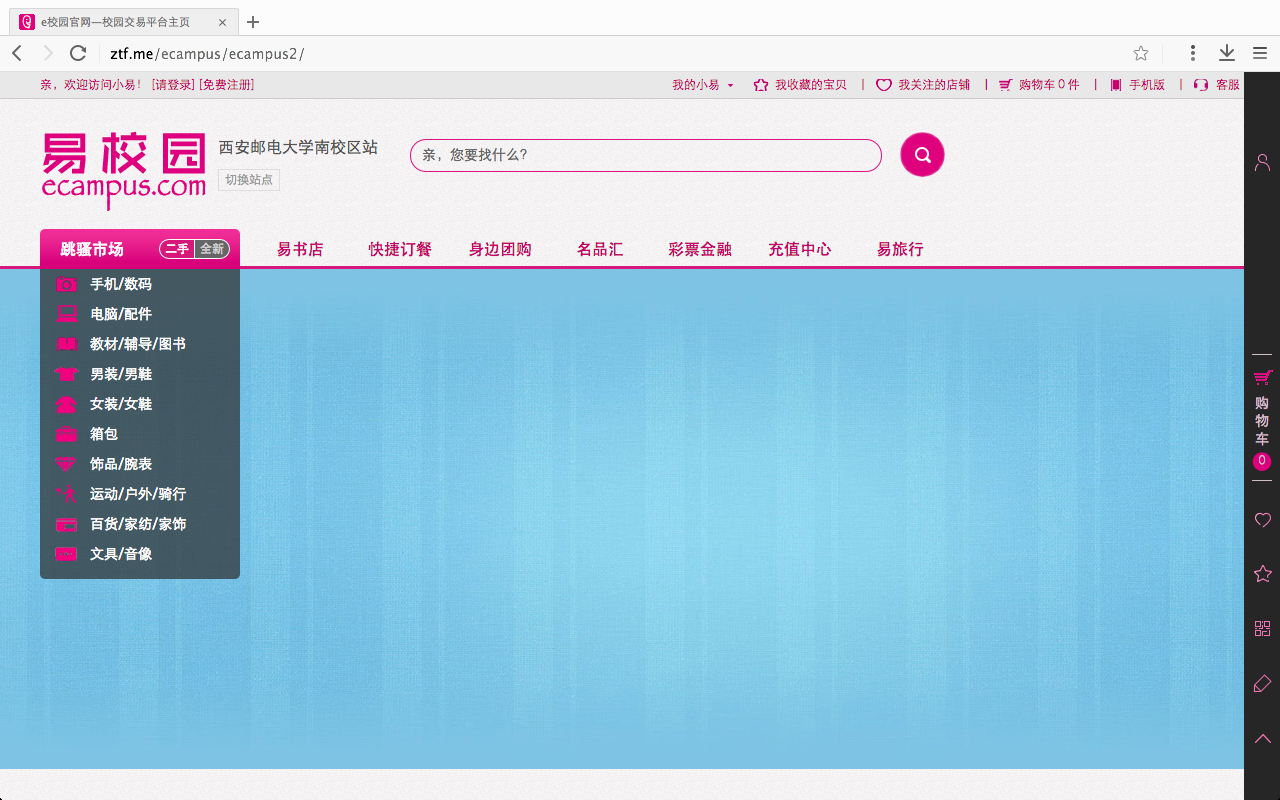 e校园官网—校园交易平台主页
ztf.me/ecampus/ecampus2/
亲，欢迎访问小易！ [请登录] [免费注册]
我的小易 我收藏的宝贝 | 我关注的店铺 | 购物车 0 件 | 手机版 | 客服
易校园
ecampus.com
西安邮电大学南校区站
切换站点
亲，您要找什么?
跳骚市场 二手 全新 易书店 快捷订餐 身边团购 名品汇 彩票金融 充值中心 易旅行
手机/数码
电脑/配件
教材/辅导/图书
男装/男鞋
女装/女鞋
箱包
饰品/腕表
运动/户外/骑行
百货/家纺/家饰
文具/音像
购物车
0